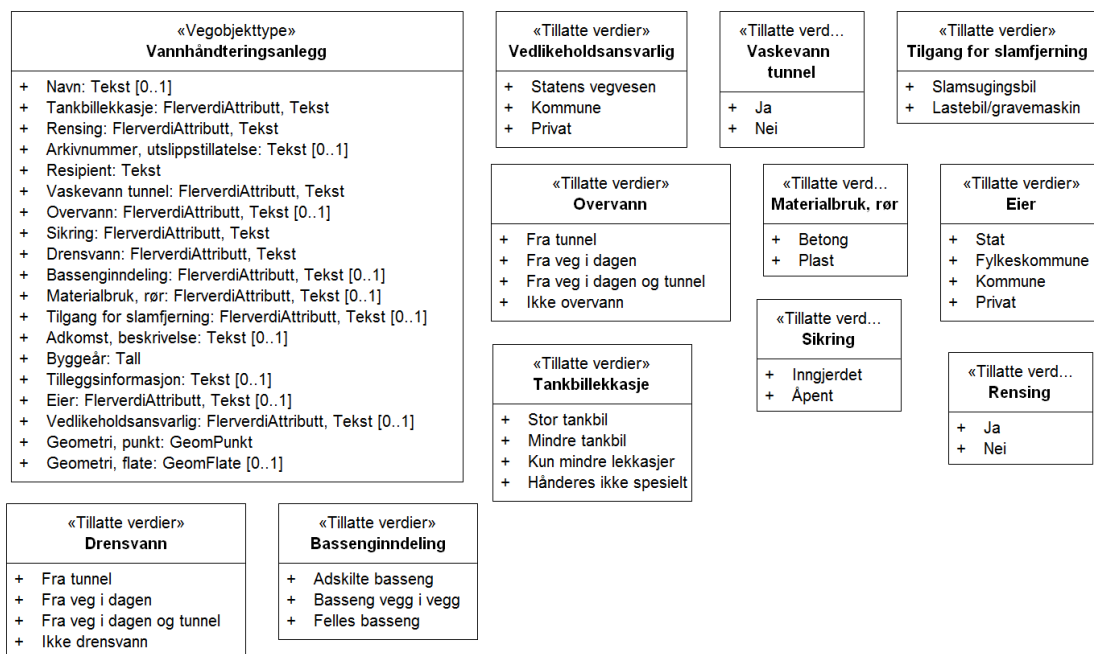 «Vegobjekttype»
Vannhåndteringsanlegg
+ Navn: Tekst [0..1]
+ Tankbillekkasje: FlerverdiAttributt, Tekst
+ Rensing: FlerverdiAttributt, Tekst
+ Arkivnummer, utslippstillatelse: Tekst [0..1]
+ Resipient: Tekst
+ Vaskevann tunnel: FlerverdiAttributt, Tekst
+ Overvann: FlerverdiAttributt, Tekst [0..1]
+ Sikring: FlerverdiAttributt, Tekst
+ Drensvann: FlerverdiAttributt, Tekst
+ Bassenginndeling: FlerverdiAttributt, Tekst [0..1]
+ Materialbruk, rør: FlerverdiAttributt, Tekst [0..1]
+ Tilgang for slamfjerning: FlerverdiAttributt, Tekst [0..1]
+ Adkomst, beskrivelse: Tekst [0..1]
+ Byggeår: Tall
+ Tilleggsinformasjon: Tekst [0..1]
+ Eier: FlerverdiAttributt, Tekst [0..1]
+ Vedlikeholdsansvarlig: FlerverdiAttributt, Tekst [0..1]
+ Geometri, punkt: GeomPunkt
+ Geometri, flate: GeomFlate [0..1]
«Tillatte verdier»
Vedlikeholdsansvarlig
+ Statens vegvesen
+ Kommune
+ Privat
«Tillatte verd...
Vaskevann
tunnel
+ Ja
+ Nei
«Tillatte verdier»
Tilgang for slamfjerning
+ Slamsugingsbil
+ Lastebil/gravemaskin
«Tillatte verdier»
Overvann
+ Fra tunnel
+ Fra veg i dagen
+ Fra veg i dagen og tunnel
+ Ikke overvann
«Tillatte verd...
Materialbruk, rør
+ Betong
+ Plast
«Tillatte verdier»
Eier
+ Stat
+ Fylkeskommune
+ Kommune
+ Privat
«Tillatte verdier»
Tankbillekkasje
+ Stor tankbil
+ Mindre tankbil
+ Kun mindre lekkasjer
+ Hånderes ikke spesielt
«Tillatte verd...
Sikring
+ Inngjerdet
+ Åpent
«Tillatte verd...
Rensing
+ Ja
+ Nei
«Tillatte verdier»
Drensvann
+ Fra tunnel
+ Fra veg i dagen
+ Fra veg i dagen og tunnel
+ Ikke drensvann
«Tillatte verdier»
Bassenginndeling
+ Adskilte basseng
+ Basseng vegg i vegg
+ Felles basseng